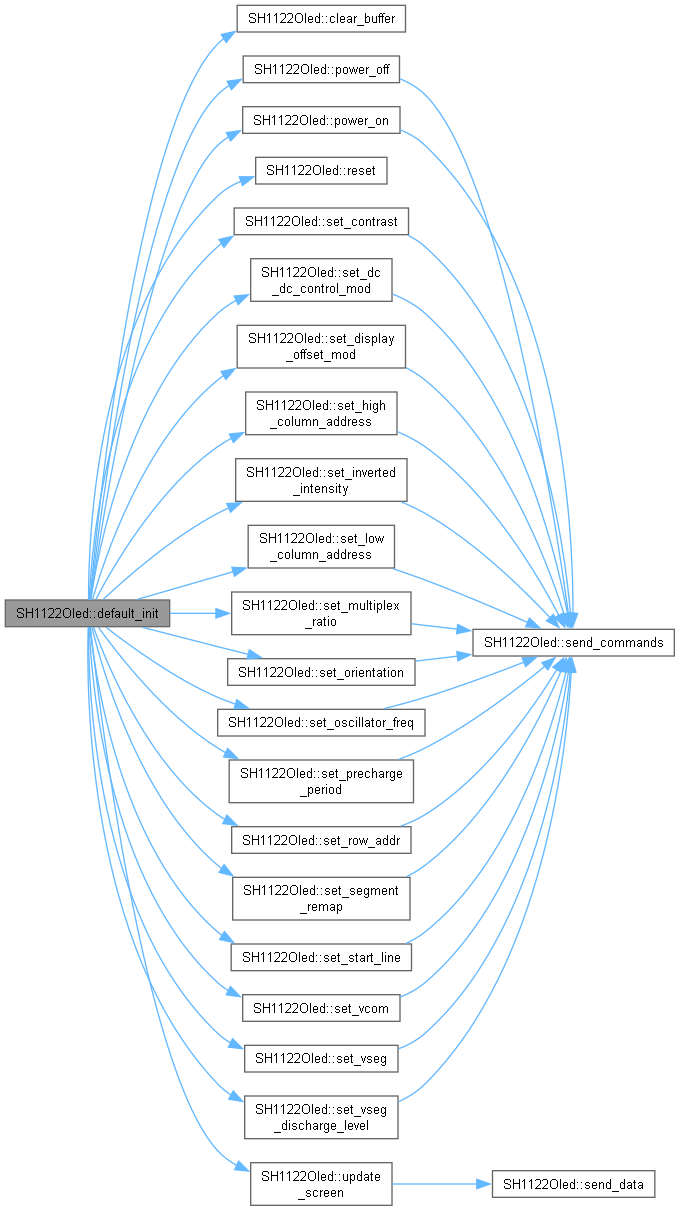 SH1122Oled::clear_buffer
SH1122Oled::power_off
SH1122Oled::power_on
SH1122Oled::reset
SH1122Oled::set_contrast
SH1122Oled::set_dc
_dc_control_mod
SH1122Oled::set_display
_offset_mod
SH1122Oled::set_high
_column_address
SH1122Oled::set_inverted
_intensity
SH1122Oled::set_low
_column_address
SH1122Oled::default_init
SH1122Oled::set_multiplex
_ratio
SH1122Oled::send_commands
SH1122Oled::set_orientation
SH1122Oled::set_oscillator_freq
SH1122Oled::set_precharge
_period
SH1122Oled::set_row_addr
SH1122Oled::set_segment
_remap
SH1122Oled::set_start_line
SH1122Oled::set_vcom
SH1122Oled::set_vseg
SH1122Oled::set_vseg
_discharge_level
SH1122Oled::update
_screen
SH1122Oled::send_data